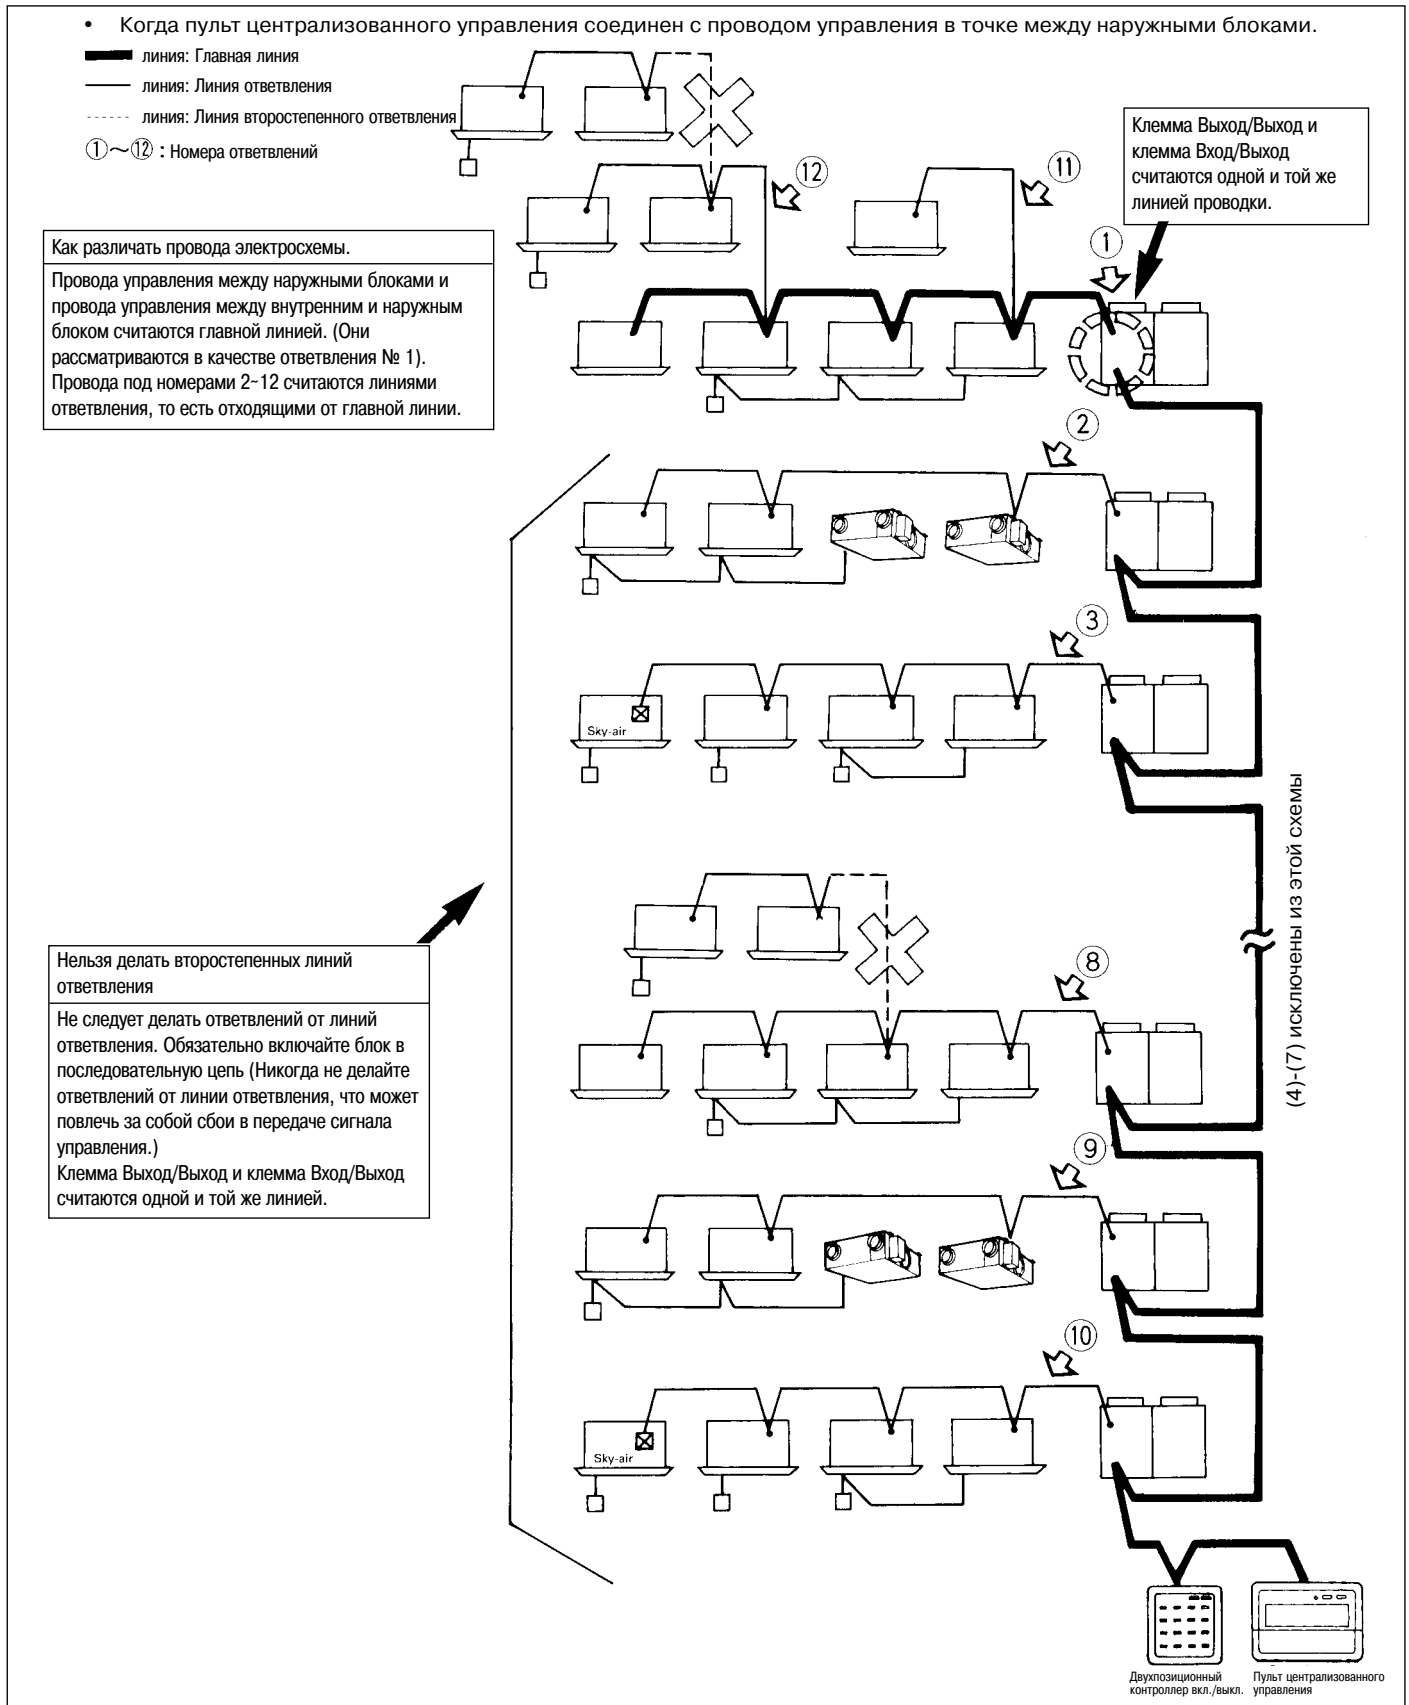 • Когда пульт централизованного управления соединен с проводом управления в точке между наружными блоками.
линия: Главная линия
линия: Линия ответвления
линия: Линия второстепенного ответвления
①~⑫ : Номера ответвлений
Клемма Выход/Выход и
клемма Вход/Выход
считаются одной и той же
линией проводки.
⑫
⑪
①
Как различать провода электросхемы.
Провода управления между наружными блоками и
провода управления между внутренним и наружным
блоком считаются главной линией. (Они
рассматриваются в качестве ответвления № 1).
Провода под номерами 2~12 считаются линиями
ответвления, то есть отходящими от главной линии.
②
③
Sky-air
(4)-(7) исключены из этой схемы
Нельзя делать второстепенных линий
ответвления
Не следует делать ответвлений от линий
ответвления. Обязательно включайте блок в
последовательную цепь (Никогда не делайте
ответвлений от линии ответвления, что может
повлечь за собой сбои в передаче сигнала
управления.)
Клемма Выход/Выход и клемма Вход/Выход
считаются одной и той же линией.
⑧
⑨
⑩
Sky-air
Двухпозиционный
контроллер вкл./выкл.
Пульт централизованного
управления